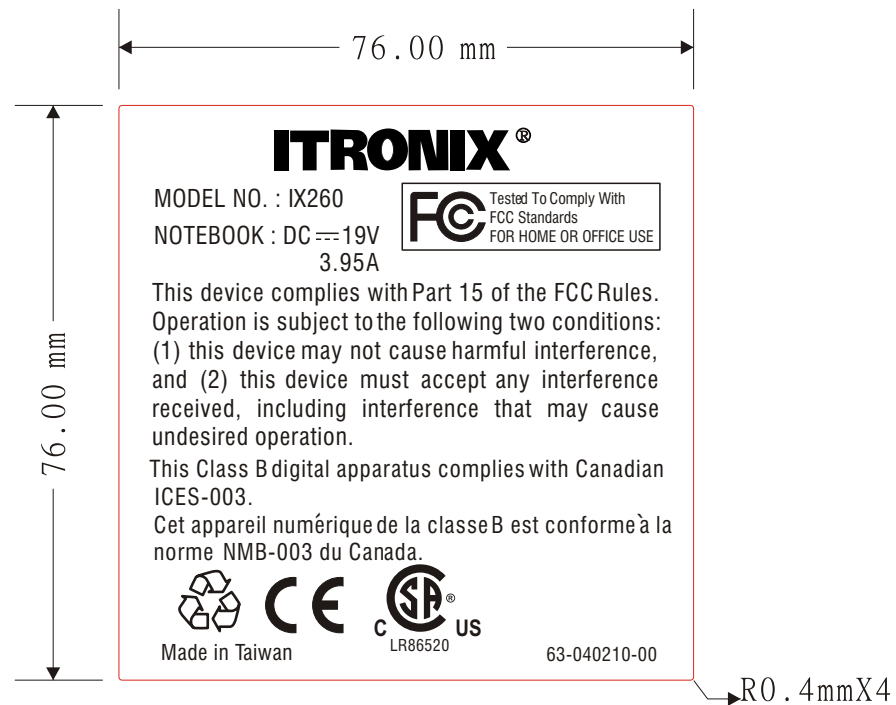 76.00 mm
76.00 mm
ITRONIX®
MODEL NO. : IX260
NOTEBOOK : DC ⎓ 19V
3.95A
FC
Tested To Comply With
FCC Standards
FOR HOME OR OFFICE USE
This device complies with Part 15 of the FCC Rules.
Operation is subject to the following two conditions:
(1) this device may not cause harmful interference,
and (2) this device must accept any interference
received, including interference that may cause
undesired operation.
This Class B digital apparatus complies with Canadian
ICES-003.
Cet appareil numérique de la classe B est conforme à la
norme NMB-003 du Canada.
CE
C SA ® US
LR86520
Made in Taiwan
63-040210-00
R0.4mmX4